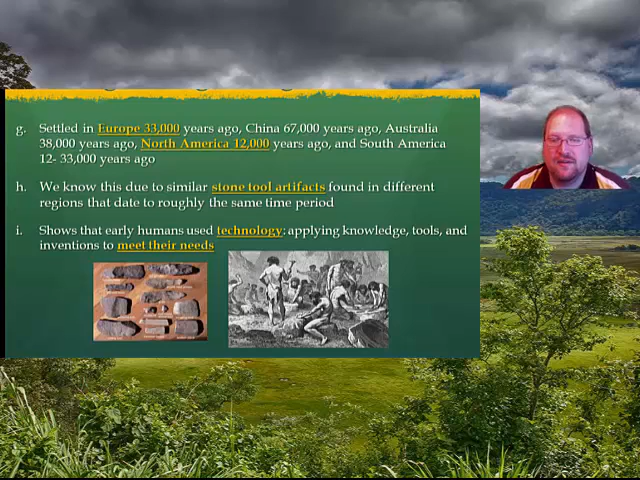 g. Settled in Europe 33,000 years ago, China 67,000 years ago, Australia
38,000 years ago, North America 12,000 years ago, and South America
12- 33,000 years ago
h. We know this due to similar stone tool artifacts found in different
regions that date to roughly the same time period
i. Shows that early humans used technology: applying knowledge, tools, and
inventions to meet their needs